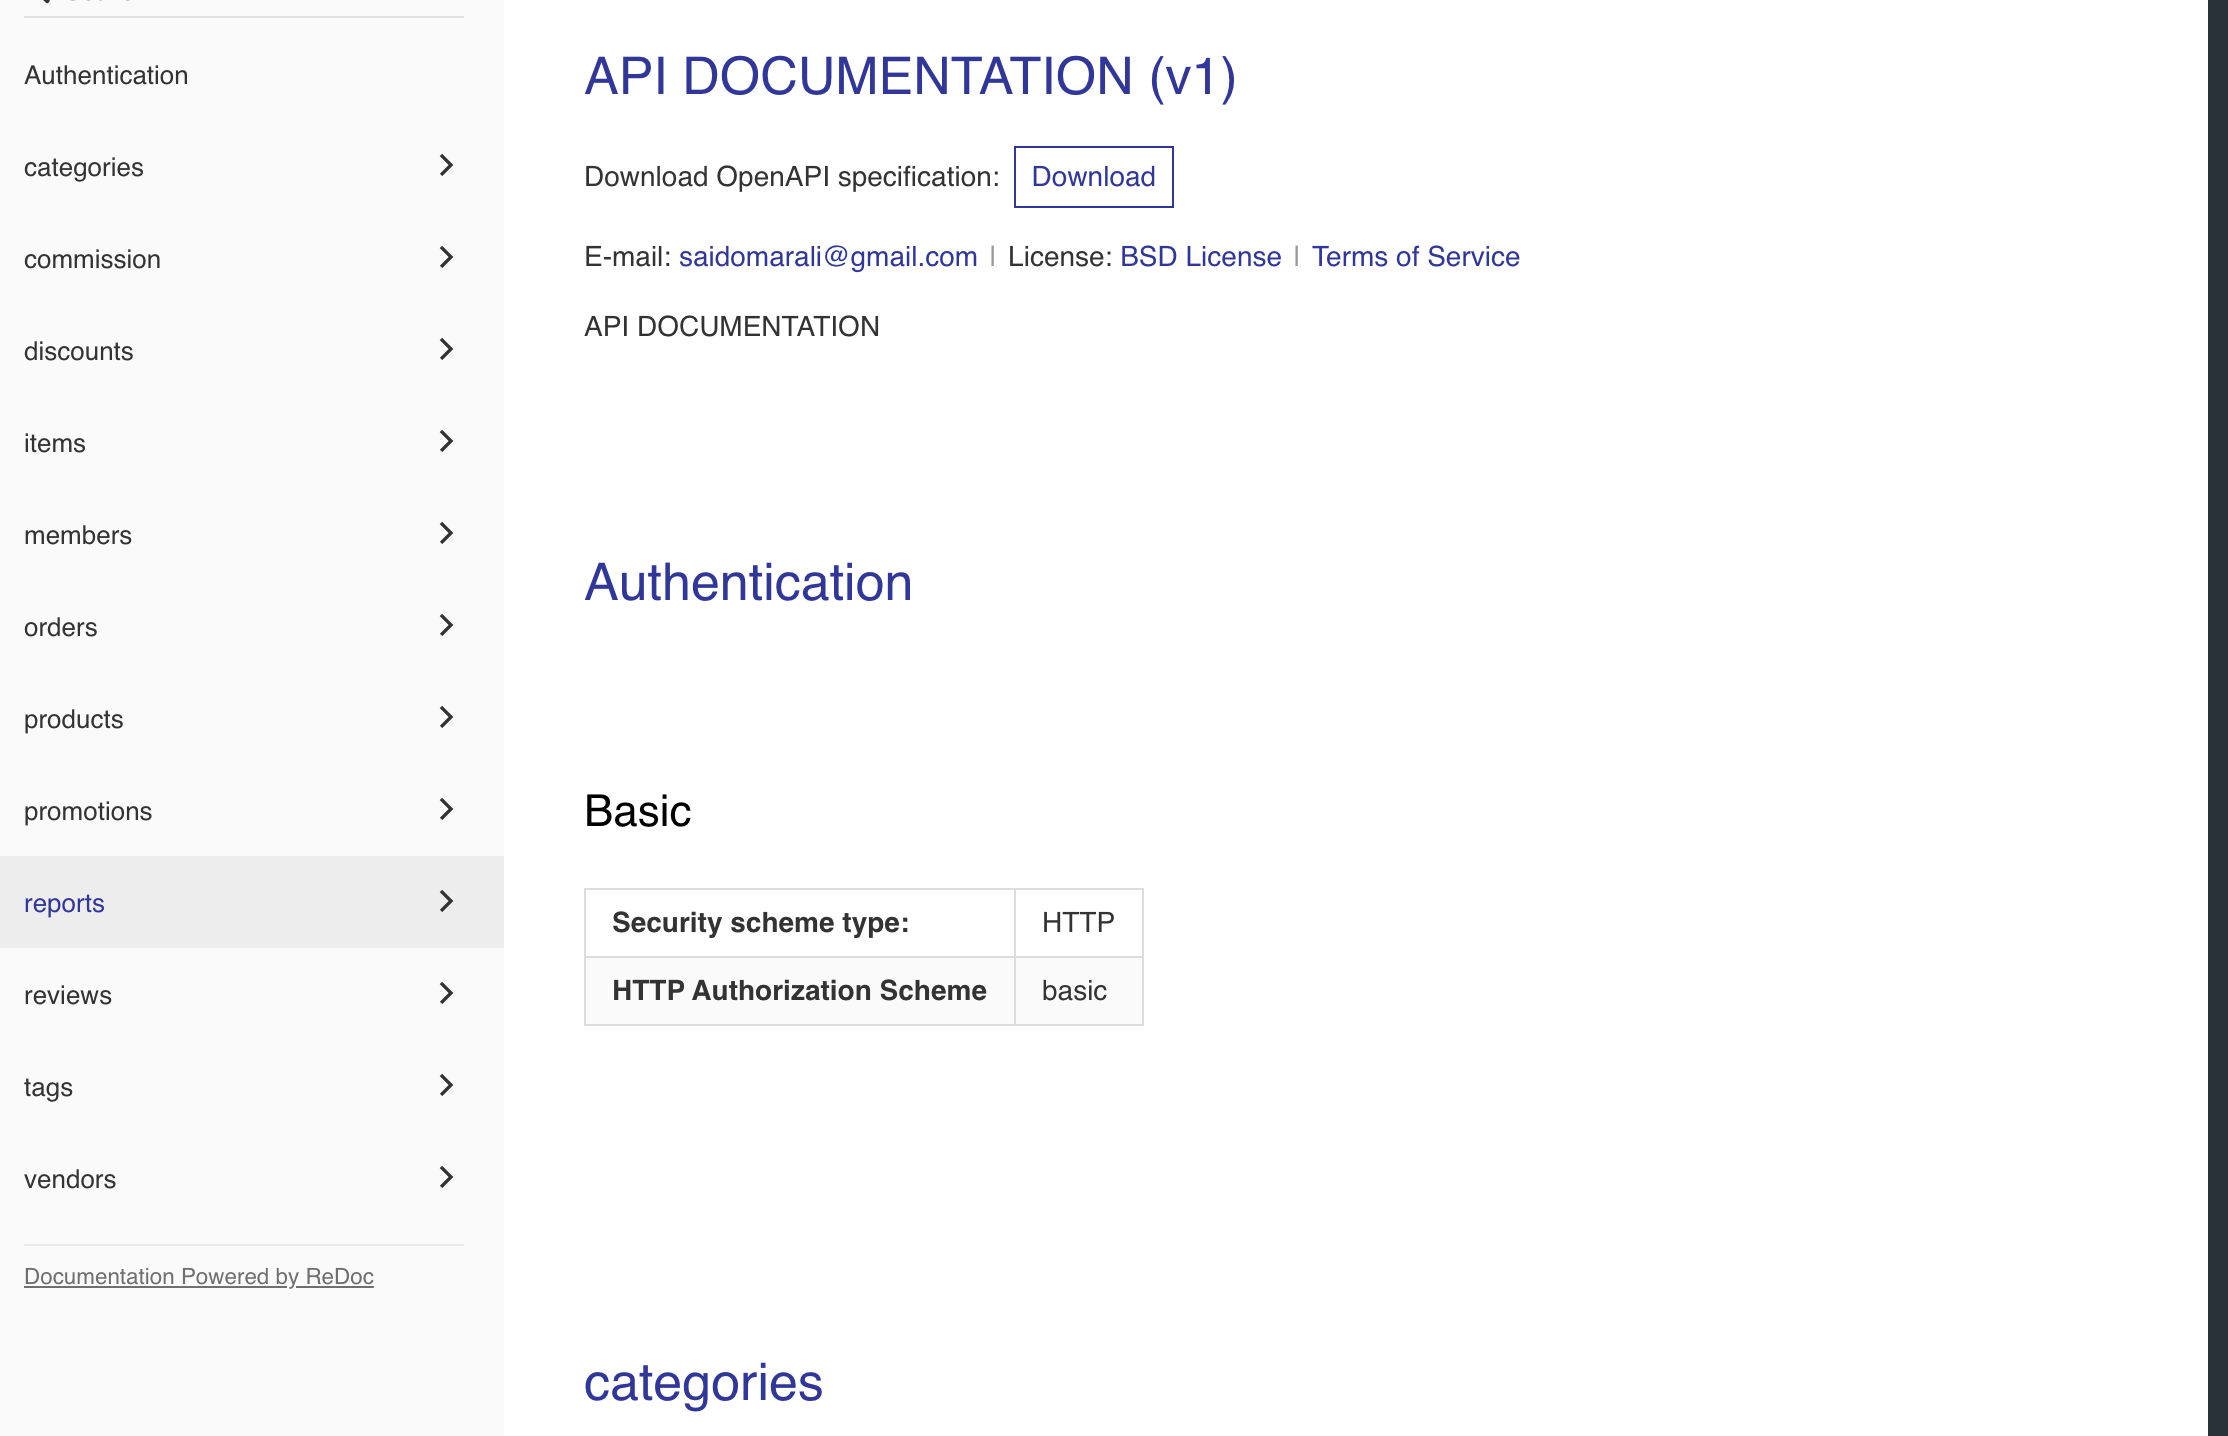 Authentication
categories
commission
discounts
items
members
orders
products
promotions
reports
reviews
tags
vendors
Documentation Powered by ReDoc
API DOCUMENTATION (v1)
Download OpenAPI specification: Download
E-mail: saidomarali@gmail.com | License: BSD License | Terms of Service
API DOCUMENTATION
Authentication
Basic
Security scheme type: HTTP
HTTP Authorization Scheme basic
categories